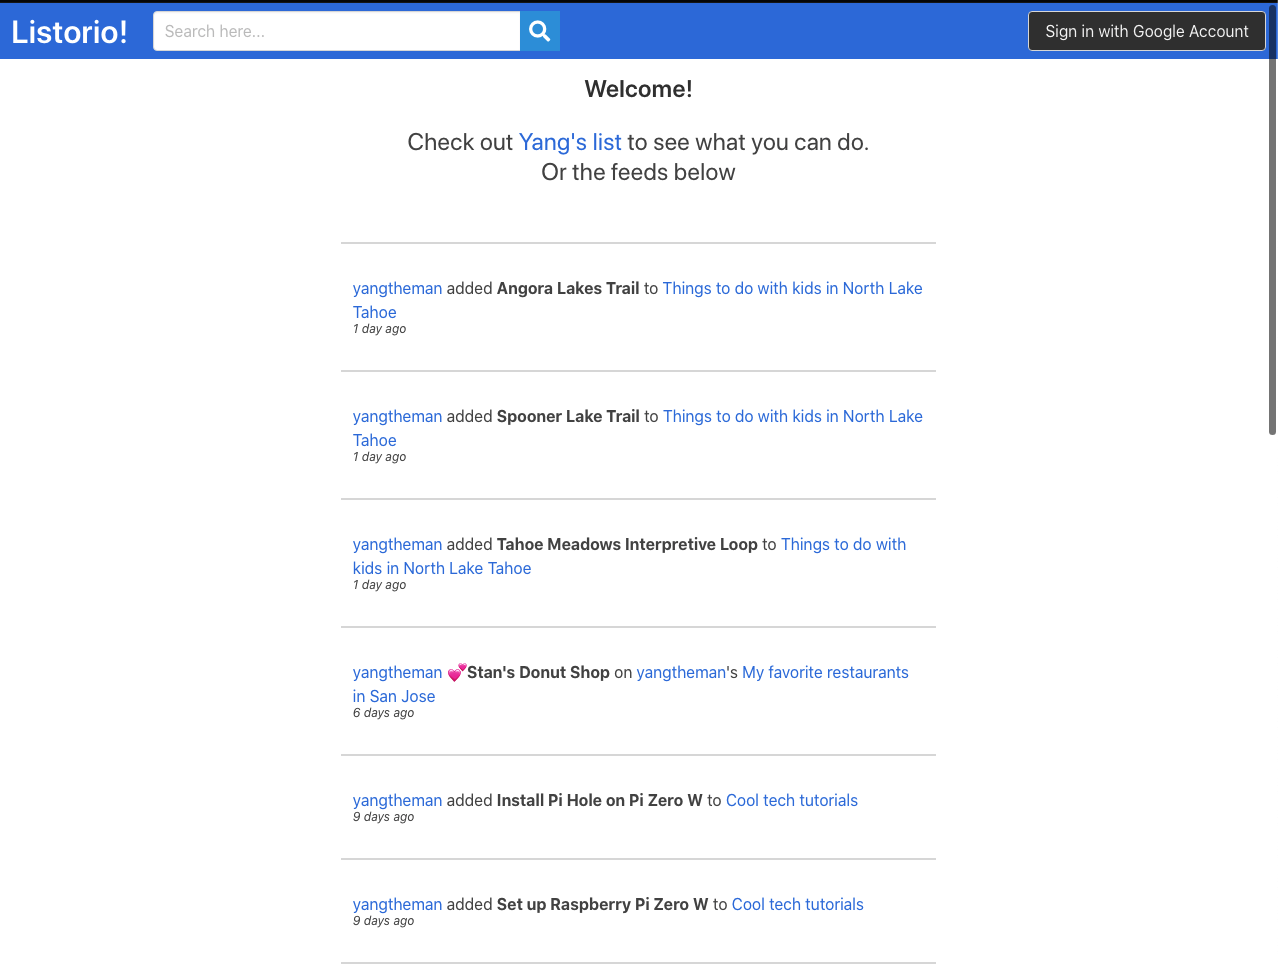 Listorio!
Search here...
Sign in with Google Account
Welcome!
Check out Yang's list to see what you can do.
Or the feeds below
yangtheman added Angora Lakes Trail to Things to do with kids in North Lake
Tahoe
1 day ago
yangtheman added Spooner Lake Trail to Things to do with kids in North Lake
Tahoe
1 day ago
yangtheman added Tahoe Meadows Interpretive Loop to Things to do with
kids in North Lake Tahoe
1 day ago
yangtheman 💕Stan's Donut Shop on yangtheman's My favorite restaurants
in San Jose
6 days ago
yangtheman added Install Pi Hole on Pi Zero W to Cool tech tutorials
9 days ago
yangtheman added Set up Raspberry Pi Zero W to Cool tech tutorials
9 days ago